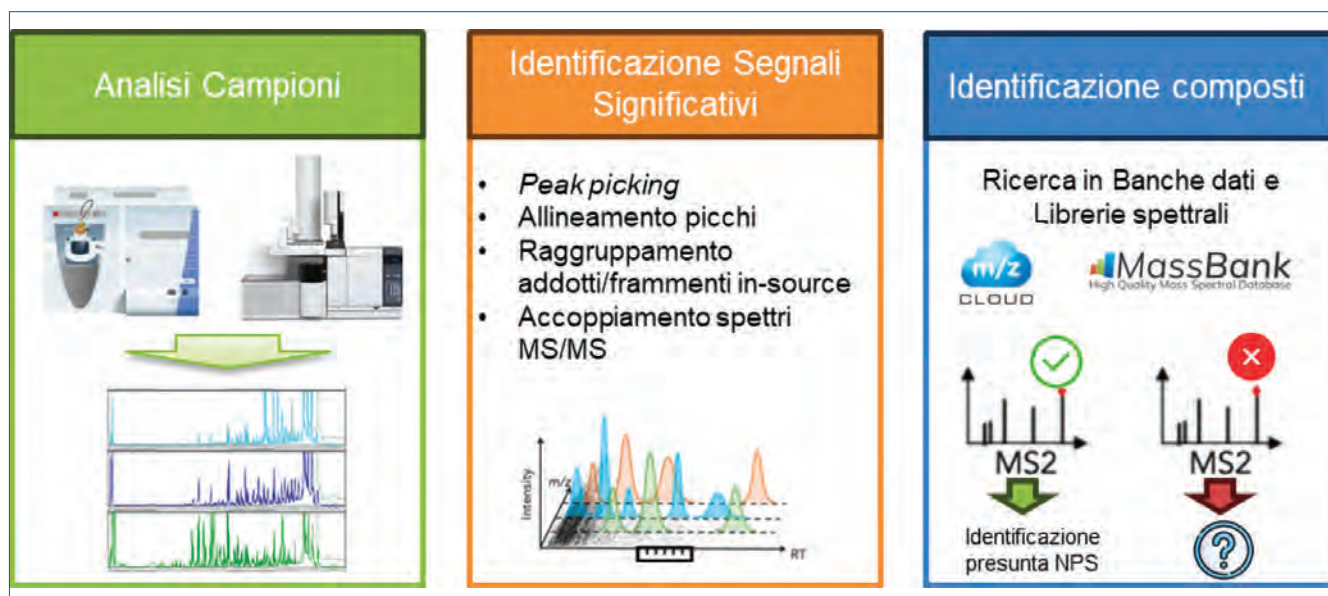 Analisi Campioni
Identificazione Segnali
Significativi
• Peak picking
• Allineamento picchi
• Raggruppamento
addotti/frammenti in-source
• Accoppiamento spettri
MS/MS
Intensity
m/z
RT
Identificazione composti
Ricerca in Banche dati e
Librerie spettrali
m/z
CLOUD
MassBank
High Quality Mass Spectral Database
MS2
MS2
Identificazione
presunta NPS
?